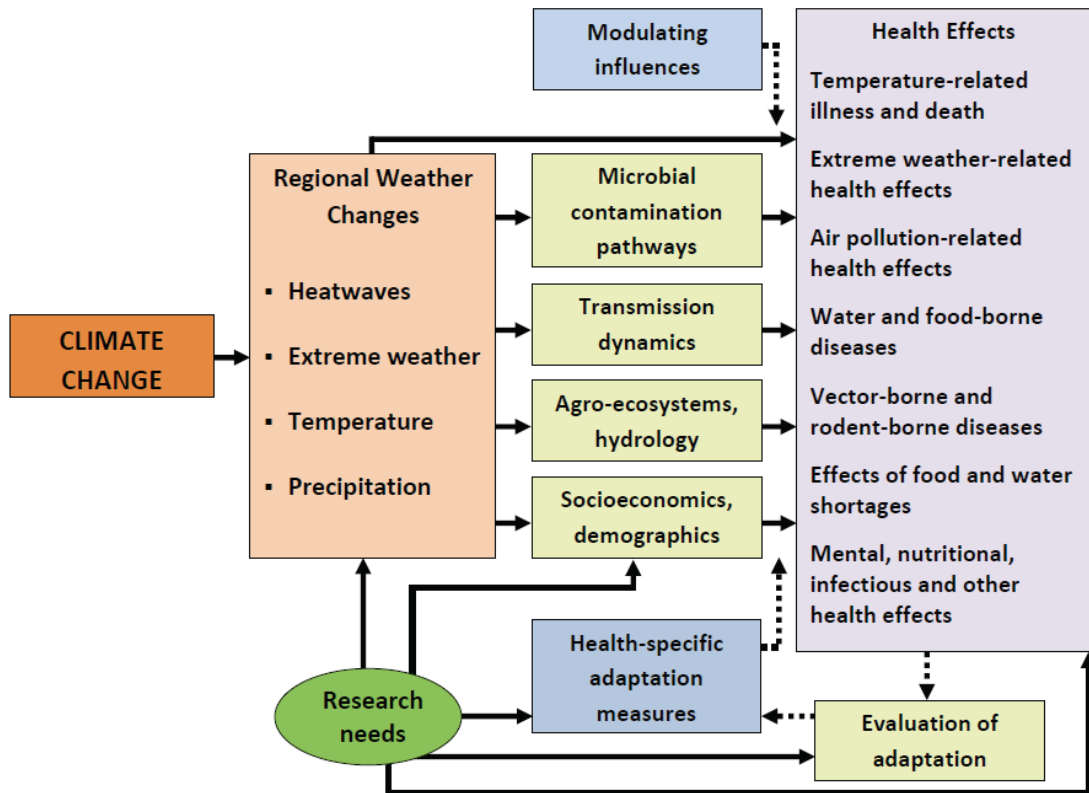 Modulating
influences
Health Effects
Temperature-related
illness and death
Extreme weather-related
health effects
Air pollution-related
health effects
Water and food-borne
diseases
Vector-borne and
rodent-borne diseases
Effects of food and water
shortages
Mental, nutritional,
infectious and other
health effects
Regional Weather
Changes
▪ Heatwaves
▪ Extreme weather
▪ Temperature
▪ Precipitation
Microbial
contamination
pathways
Transmission
dynamics
Agro-ecosystems,
hydrology
Socioeconomics,
demographics
CLIMATE
CHANGE
Research
needs
Health-specific
adaptation
measures
Evaluation of
adaptation